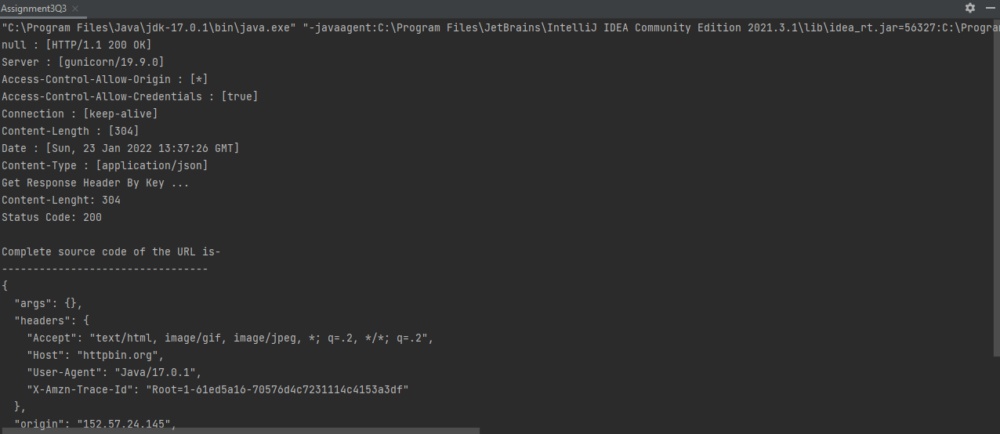 Assignment3Q3
"C:\Program Files\Java\jdk-17.0.1\bin\java.exe" "-javaagent:C:\Program Files\JetBrains\IntelliJ IDEA Community Edition 2021.3.1\lib\idea_rt.jar=56327:C:\Progra
null : [HTTP/1.1 200 OK]
Server : [gunicorn/19.9.0]
Access-Control-Allow-Origin : [*]
Access-Control-Allow-Credentials : [true]
Connection : [keep-alive]
Content-Length : [304]
Date : [Sun, 23 Jan 2022 13:37:26 GMT]
Content-Type : [application/json]
Get Response Header By Key ...
Content-Lenght: 304
Status Code: 200
Complete source code of the URL is-
---------------------------------
{
  "args": {},
  "headers": {
    "Accept": "text/html, image/gif, image/jpeg, *; q=.2, */*; q=.2",
    "Host": "httpbin.org",
    "User-Agent": "Java/17.0.1",
    "X-Amzn-Trace-Id": "Root=1-61ed5a16-70576d4c7231114c4153a3df"
  },
  "origin": "152.57.24.145",